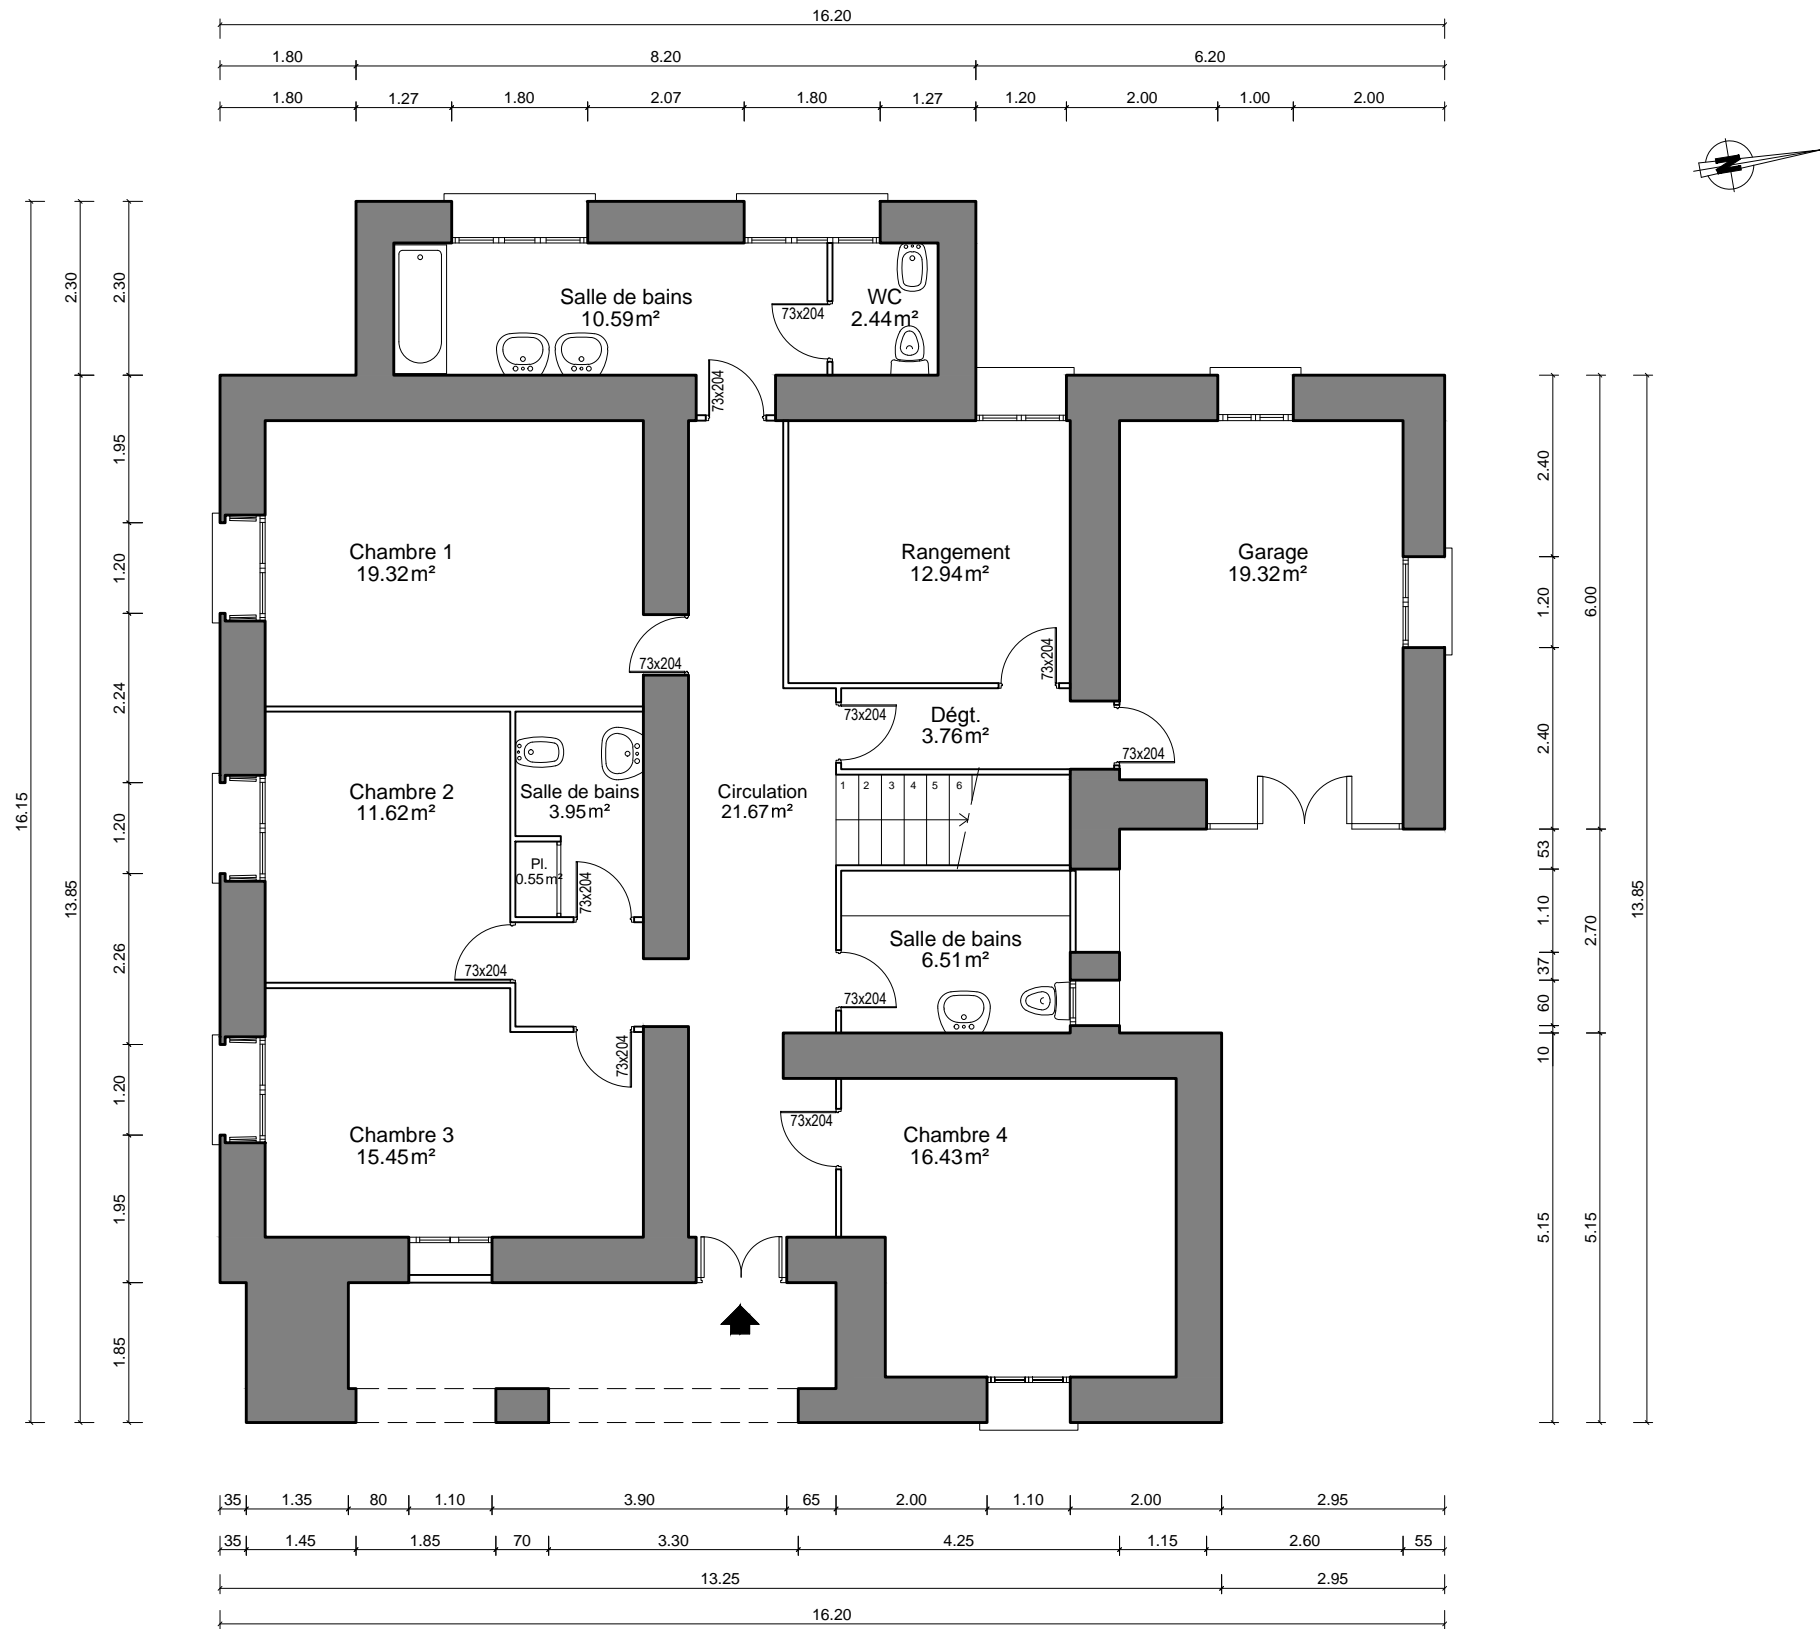 16.20
1.80 8.20 6.20
1.80 1.27 1.80 2.07 1.80 1.27 1.20 2.00 1.00 2.00
N
2.30
2.30
1.95
1.20
2.24
1.20
2.26
1.20
1.95
1.85
13.85
16.15
Salle de bains
10.59m²
73x204
WC
2.44m²
73x204
Chambre 1
19.32m²
73x204
Rangement
12.94m²
73x204
Garage
19.32m²
73x204
Dégt.
3.76m²
73x204
Chambre 2
11.62m²
73x204
Salle de bains
3.95m²
Pl.
0.55m²
73x204
Circulation
21.67m²
1 2 3 4 5 6
Salle de bains
6.51m²
73x204
Chambre 3
15.45m²
73x204
Chambre 4
16.43m²
73x204
2.40
1.20
2.40
53
1.10
37
60
10
5.15
6.00
2.70
5.15
13.85
35 1.35 80 1.10 3.90 65 2.00 1.10 2.00 2.95
35 1.45 1.85 70 3.30 4.25 1.15 2.60 55
13.25 2.95
16.20